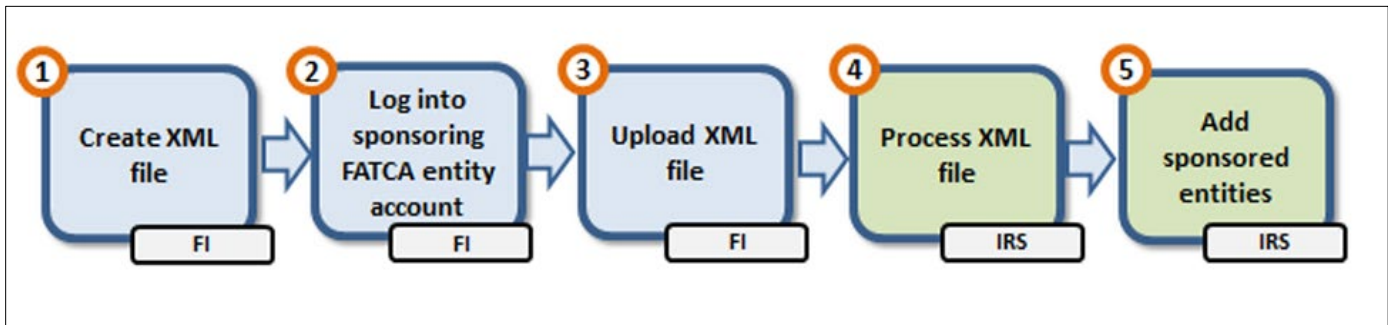 1
Create XML
file
FI
2
Log into
sponsoring
FATCA entity
account
FI
3
Upload XML
file
FI
4
Process XML
file
IRS
5
Add
sponsored
entities
IRS